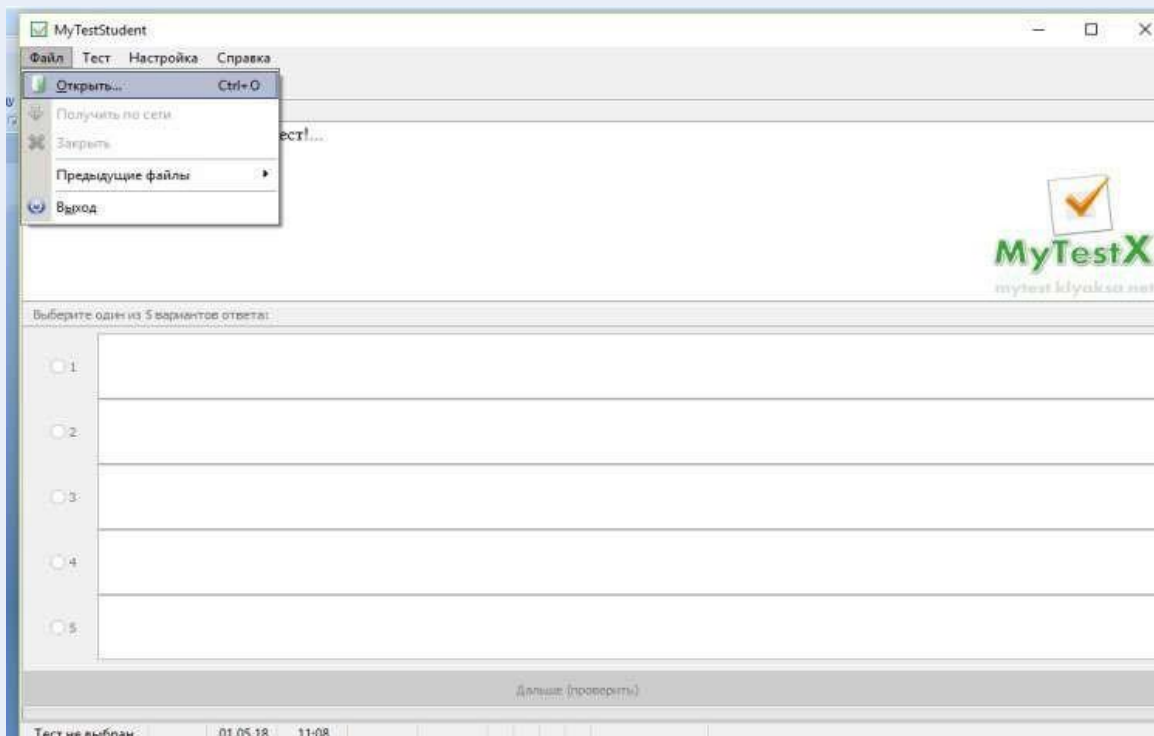 MyTestStudent
Файл Тест Настройка Справка
Открыть... Ctrl+O
Получить по сети
Закрыть
ест!...
Предыдущие файлы
Выход
MyTestX
mytest.klyaksa.net
Выберите один из 5 вариантов ответа:
1
2
3
4
5
Дальше (проверить)
Тест не выбран 01.05.18 11:08